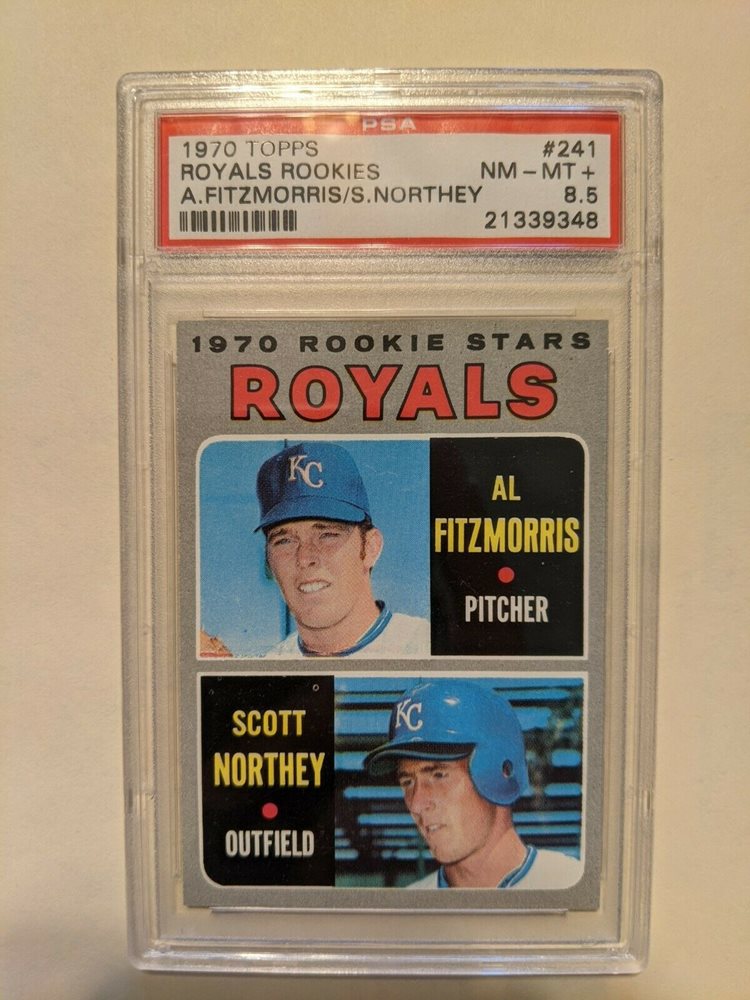 PSA
1970 TOPPS #241
ROYALS ROOKIES NM - MT +
A.FITZMORRIS/S.NORTHEY 8.5
21339348
1970 ROOKIE STARS
ROYALS
KC
AL
FITZMORRIS
PITCHER
KC
SCOTT
NORTHEY
OUTFIELD